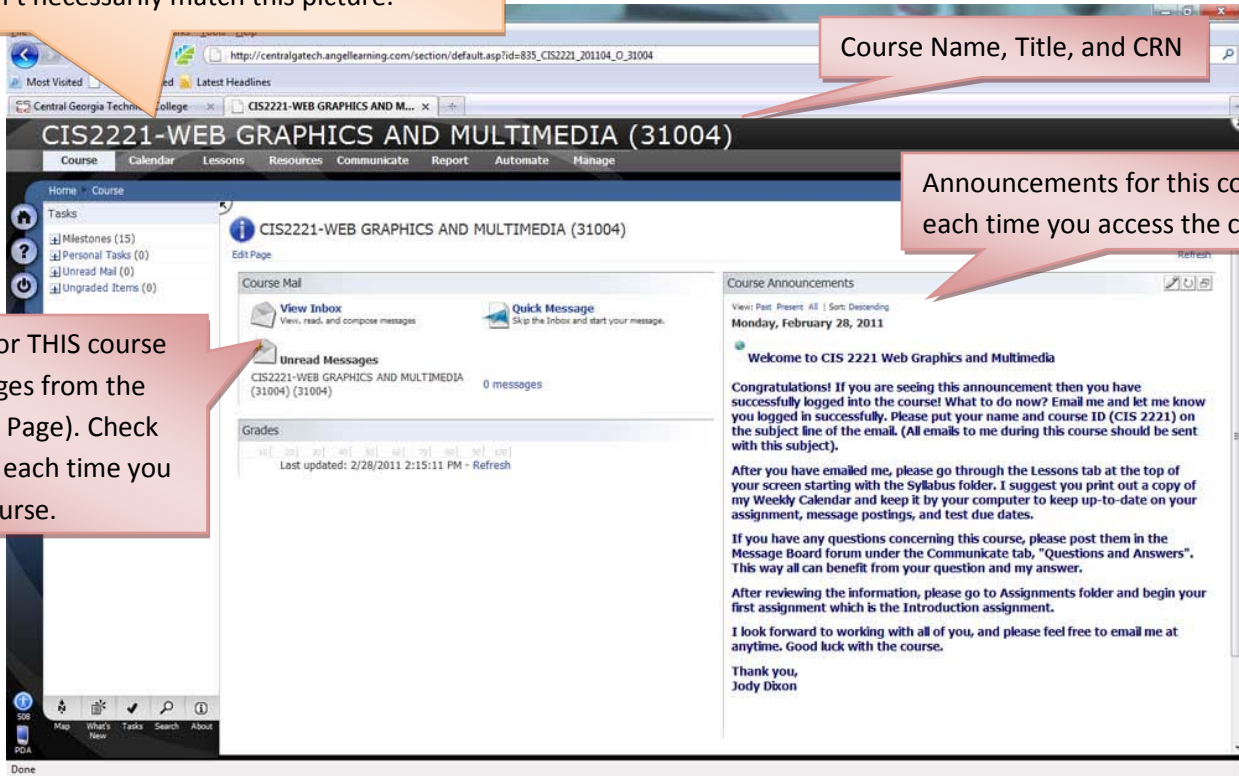 't necessarily match this picture.
Tools Help
http://centralgatech.angellearning.com/section/default.asp?id=835_CIS2221_201104_O_31004
Course Name, Title, and CRN
Most Visited
Latest Headlines
Central Georgia Technical College
CIS2221-WEB GRAPHICS AND M...
CIS2221-WEB GRAPHICS AND MULTIMEDIA (31004)
Course Calendar Lessons Resources Communicate Report Automate Manage
Announcements for this co
each time you access the c
Home Course
Tasks
Milestones (15)
Personal Tasks (0)
Unread Mail (0)
Ungraded Items (0)
CIS2221-WEB GRAPHICS AND MULTIMEDIA (31004)
Edit Page
Refresh
Course Mail
View Inbox
View, read, and compose messages
Quick Message
Skip the Inbox and start your message.
Unread Messages
CIS2221-WEB GRAPHICS AND MULTIMEDIA
(31004) (31004)
0 messages
Grades
Last updated: 2/28/2011 2:15:11 PM - Refresh
or THIS course
ges from the
Page). Check
each time you
urse.
Course Announcements
View: Past Present All | Sort: Descending
Monday, February 28, 2011
Welcome to CIS 2221 Web Graphics and Multimedia
Congratulations! If you are seeing this announcement then you have
successfully logged into the course! What to do now? Email me and let me know
you logged in successfully. Please put your name and course ID (CIS 2221) on
the subject line of the email. (All emails to me during this course should be sent
with this subject).
After you have emailed me, please go through the Lessons tab at the top of
your screen starting with the Syllabus folder. I suggest you print out a copy of
my Weekly Calendar and keep it by your computer to keep up-to-date on your
assignment, message postings, and test due dates.
If you have any questions concerning this course, please post them in the
Message Board forum under the Communicate tab, "Questions and Answers".
This way all can benefit from your question and my answer.
After reviewing the information, please go to Assignments folder and begin your
first assignment which is the Introduction assignment.
I look forward to working with all of you, and please feel free to email me at
anytime. Good luck with the course.
Thank you,
Jody Dixon
508
PDA
Map What's New Tasks Search About
Done